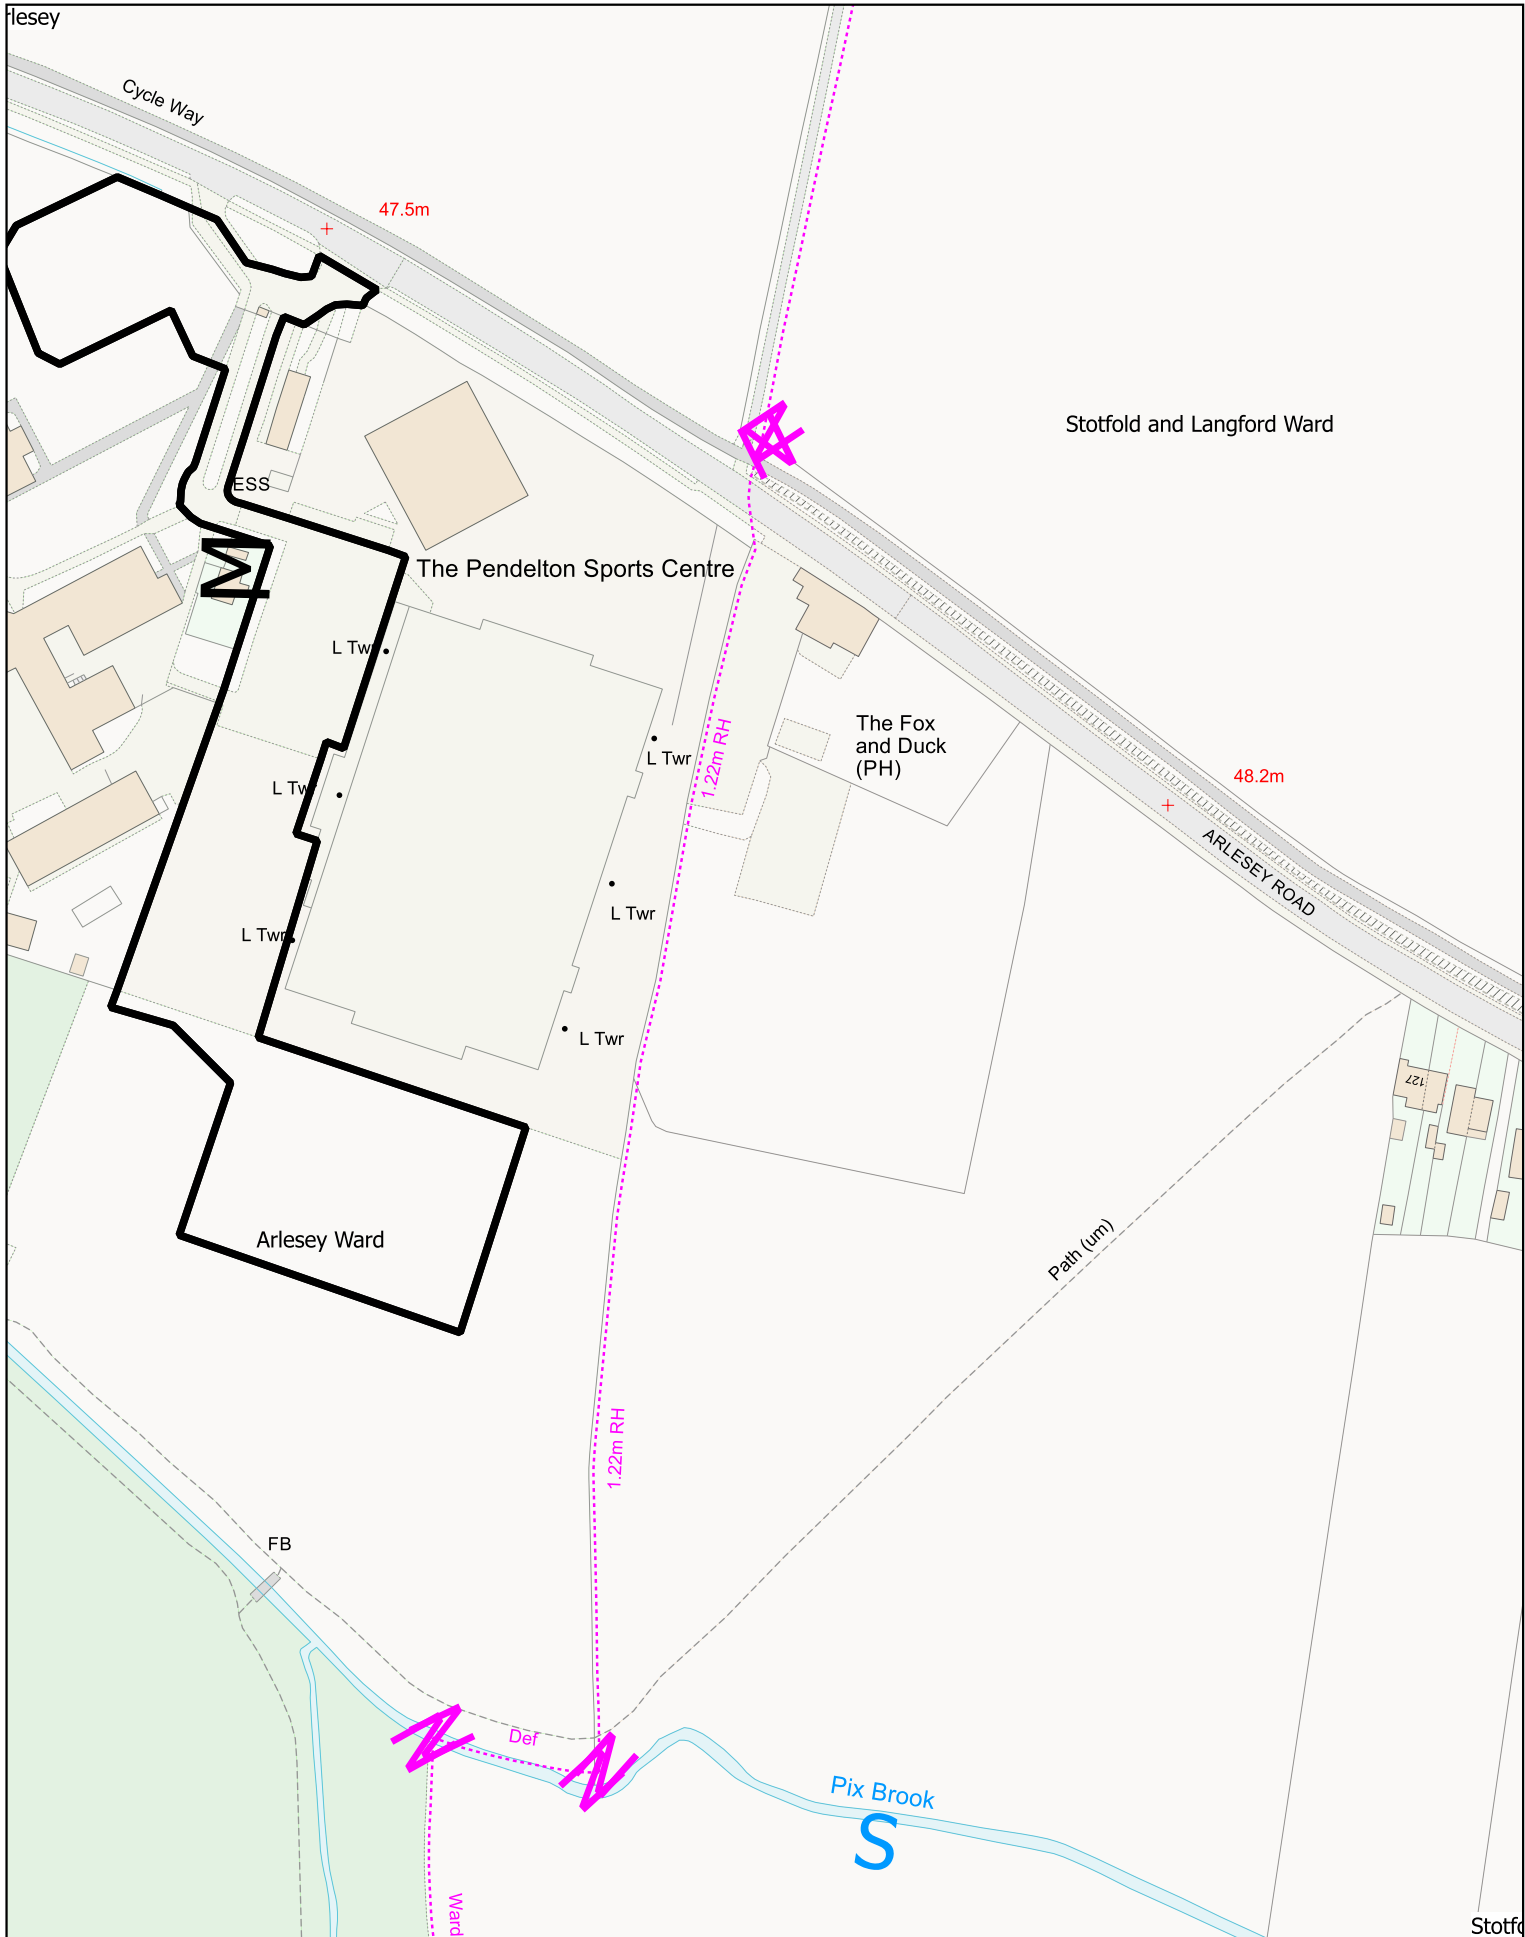 rlesey
Cycle Way
47.5m
Stotfold and Langford Ward
ESS
M
The Pendelton Sports Centre
L Twr
The Fox
and Duck
(PH)
1.22m RH
L Twr
48.2m
L Twr
ARLESEY ROAD
L Twr
L Twr
L Twr
127
Arlesey Ward
Path (um)
1.22m RH
FB
Def
Pix Brook
S
Ward
Stotfo